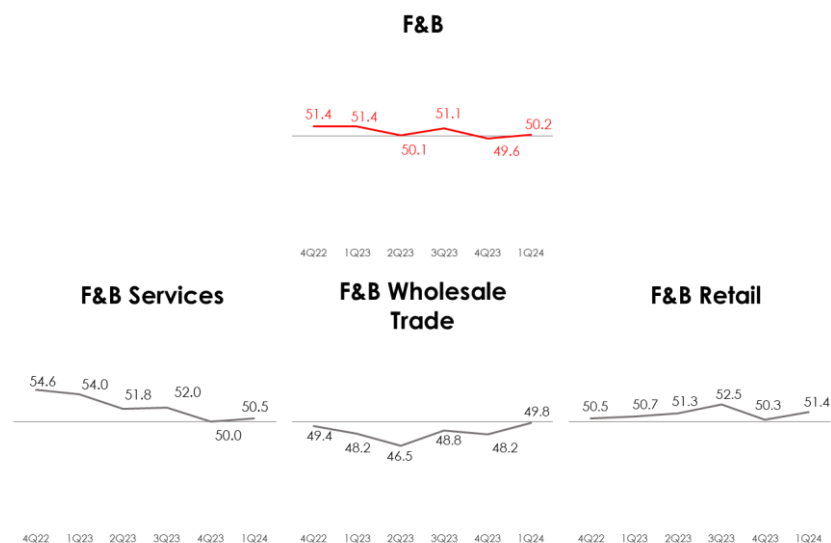 F&B
51.4
51.4
50.1
51.1
49.6
50.2
4Q22 1Q23 2Q23 3Q23 4Q23 1Q24
F&B Services
54.6
54.0
51.8
52.0
50.0
50.5
4Q22 1Q23 2Q23 3Q23 4Q23 1Q24
F&B Wholesale
Trade
49.4
48.2
46.5
48.8
48.2
49.8
4Q22 1Q23 2Q23 3Q23 4Q23 1Q24
F&B Retail
50.5
50.7
51.3
52.5
50.3
51.4
4Q22 1Q23 2Q23 3Q23 4Q23 1Q24